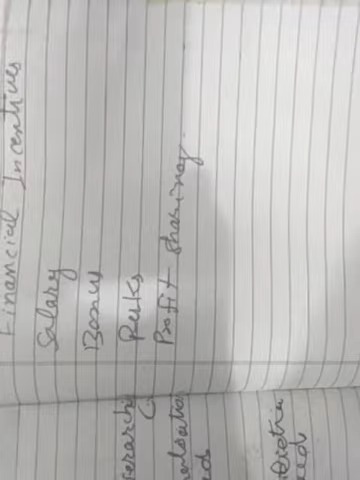 Financial Incentives
Salary
Bonus
Perks
Profit sharing